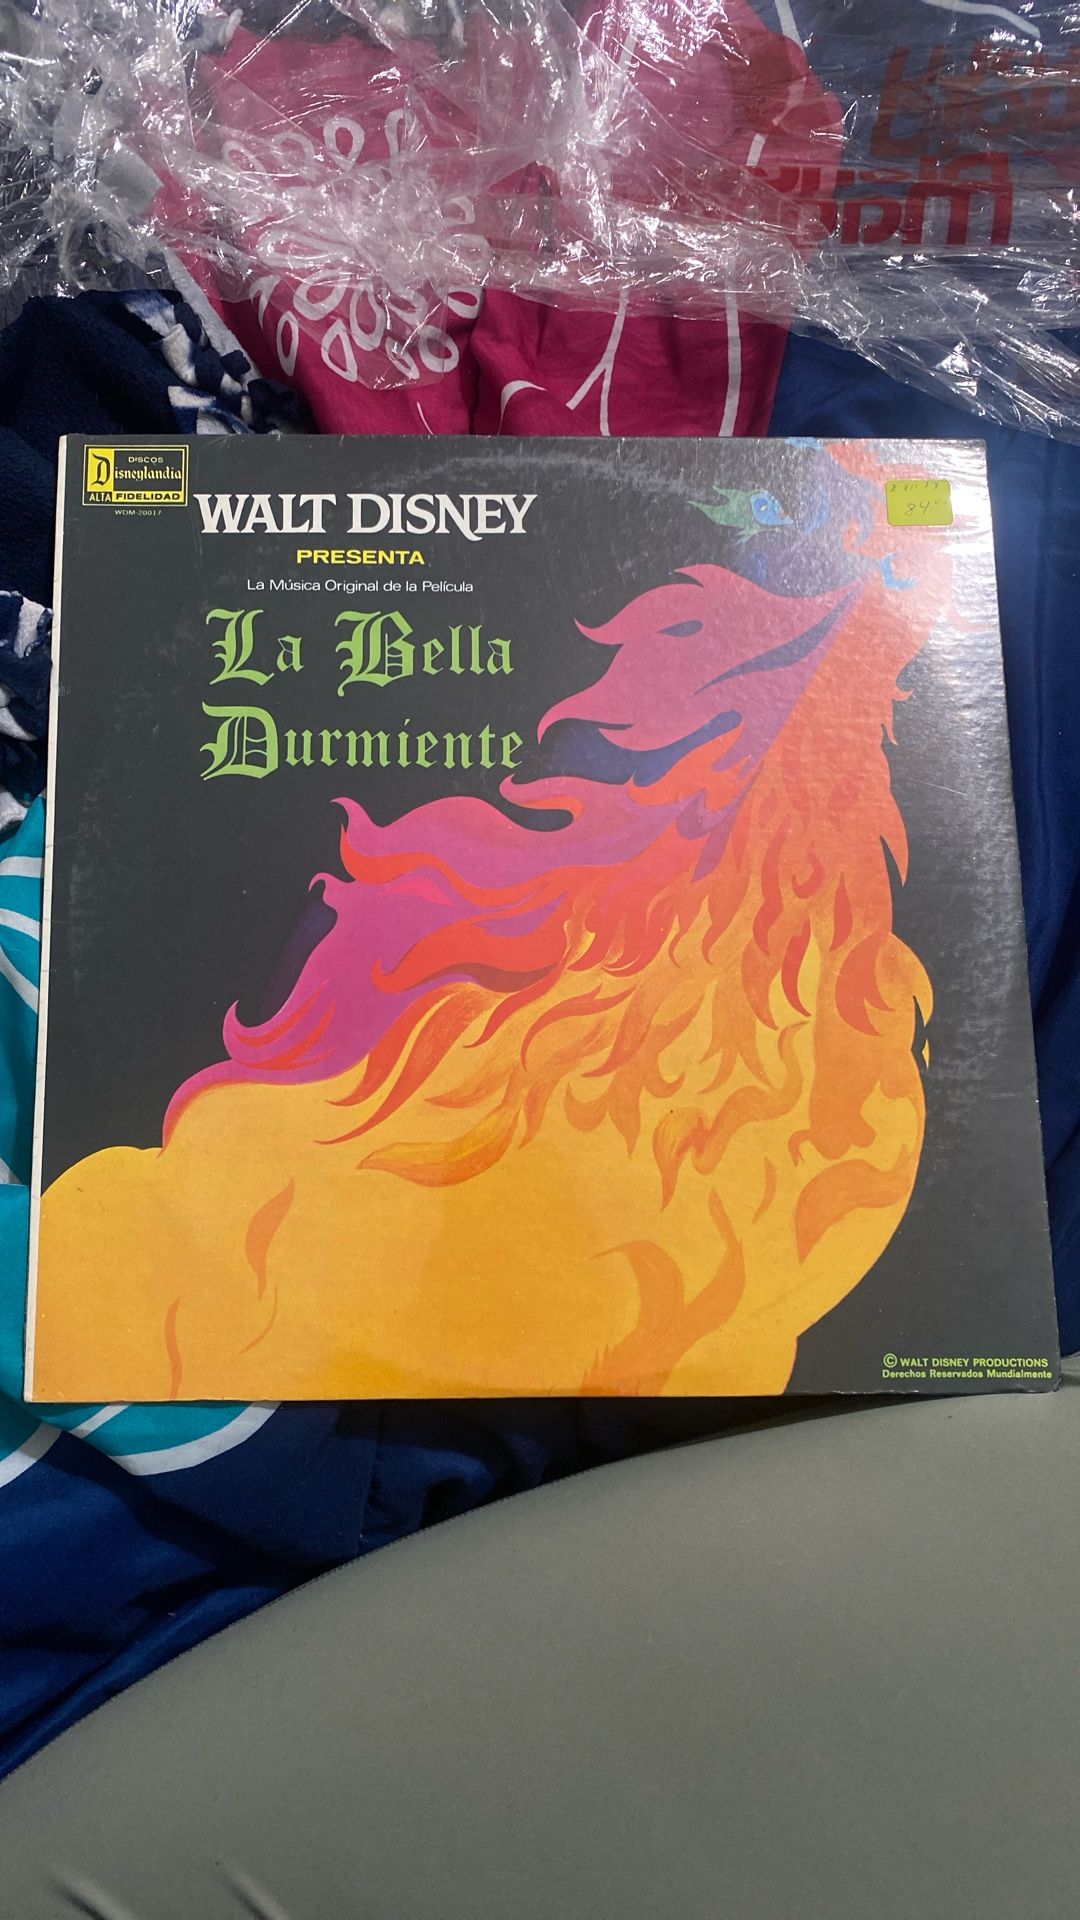 DISCOS
Disneylandia
ALTA FIDELIDAD
WDM-20017
WALT DISNEY
PRESENTA
La Música Original de la Película
La Bella
Durmiente
84
© WALT DISNEY PRODUCTIONS
Derechos Reservados Mundialmente